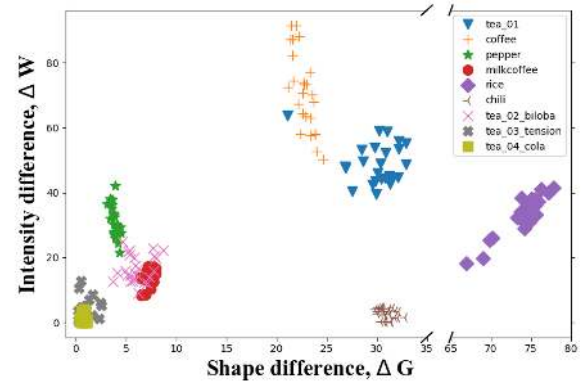 Intensity difference, Δ W
80
60
40
20
0
tea_01
coffee
pepper
milkcoffee
rice
chili
tea_02_biloba
tea_03_tension
tea_04_cola
0 5 10 15 20 25 30 35 65 70 75 80
Shape difference, Δ G